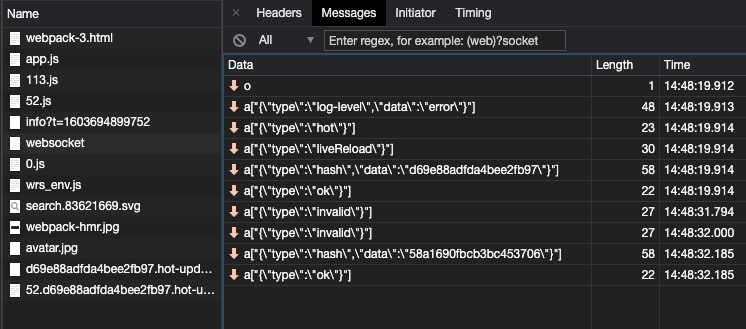 Name
webpack-3.html
app.js
113.js
52.js
info?t=1603694899752
websocket
0.js
wrs_env.js
search.83621669.svg
webpack-hmr.jpg
avatar.jpg
d69e88adfda4bee2fb97.hot-upd...
52.d69e88adfda4bee2fb97.hot-u...
× Headers Messages Initiator Timing
All ▼ Enter regex, for example: (web)?socket
Data Length Time
o 1 14:48:19.912
a["{\"type\":\"log-level\",\"data\":\"error\"}"] 48 14:48:19.913
a["{\"type\":\"hot\"}"] 23 14:48:19.914
a["{\"type\":\"liveReload\"}"] 30 14:48:19.914
a["{\"type\":\"hash\",\"data\":\"d69e88adfda4bee2fb97\"}"] 58 14:48:19.914
a["{\"type\":\"ok\"}"] 22 14:48:19.914
a["{\"type\":\"invalid\"}"] 27 14:48:31.794
a["{\"type\":\"invalid\"}"] 27 14:48:32.000
a["{\"type\":\"hash\",\"data\":\"58a1690fbcb3bc453706\"}"] 58 14:48:32.185
a["{\"type\":\"ok\"}"] 22 14:48:32.185